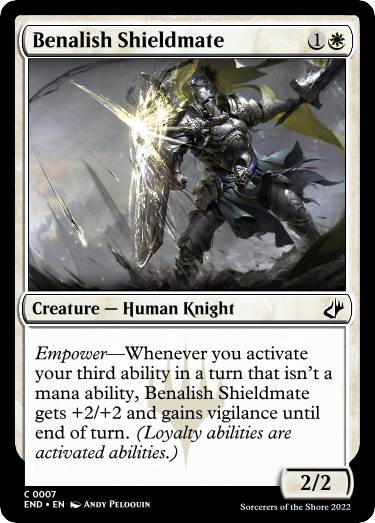 Benalish Shieldmate 1
Creature — Human Knight
Empower—Whenever you activate
your third ability in a turn that isn't a
mana ability, Benalish Shieldmate
gets +2/+2 and gains vigilance until
end of turn. (Loyalty abilities are
activated abilities.)
2/2
C 0007
END • EN Andy Peloquin
Sorcerers of the Shore 2022